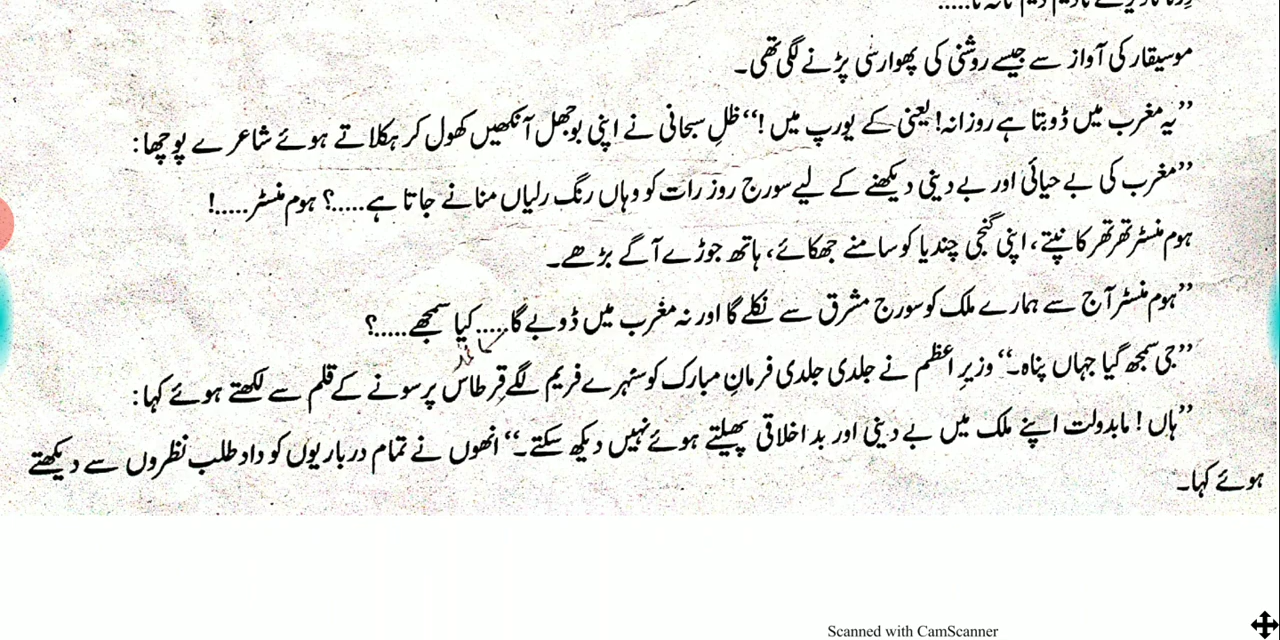 موسیقار کی آواز سے جیسے روشنی کی پھوار سی پڑنے لگی تھی۔
”یہ مغرب میں ڈوبتا ہے روزانہ! یعنی کے یورپ میں!“ ظلِ سبحانی نے اپنی بوجھل آنکھیں کھول کر ہکلاتے ہوئے شاعر سے پوچھا:
”مغرب کی بے حیائی اور بے دینی دیکھنے کے لیے سورج روز رات کو وہاں رنگ رلیاں منانے جاتا ہے.....؟ ہوم منسٹر.....!
ہوم منسٹر تھر تھر کانپتے، اپنی گنجی چندیا کو سامنے جھکائے، ہاتھ جوڑے آگے بڑھے۔
”ہوم منسٹر آج سے ہمارے ملک کو سورج مشرق سے نکلے گا اور نہ مغرب میں ڈوبے گا..... کیا سمجھے.....؟
”جی سمجھ گیا جہاں پناہ۔“ وزیرِ اعظم نے جلدی جلدی فرمانِ مبارک کو سنہرے فریم لگے قرطاس پر سونے کے قلم سے لکھتے ہوئے کہا:
”ہاں! مابدولت اپنے ملک میں بے دینی اور بداخلاقی پھیلتے ہوئے نہیں دیکھ سکتے۔“ انھوں نے تمام درباریوں کو داد طلب نظروں سے دیکھتے
ہوئے کہا۔
Scanned with CamScanner